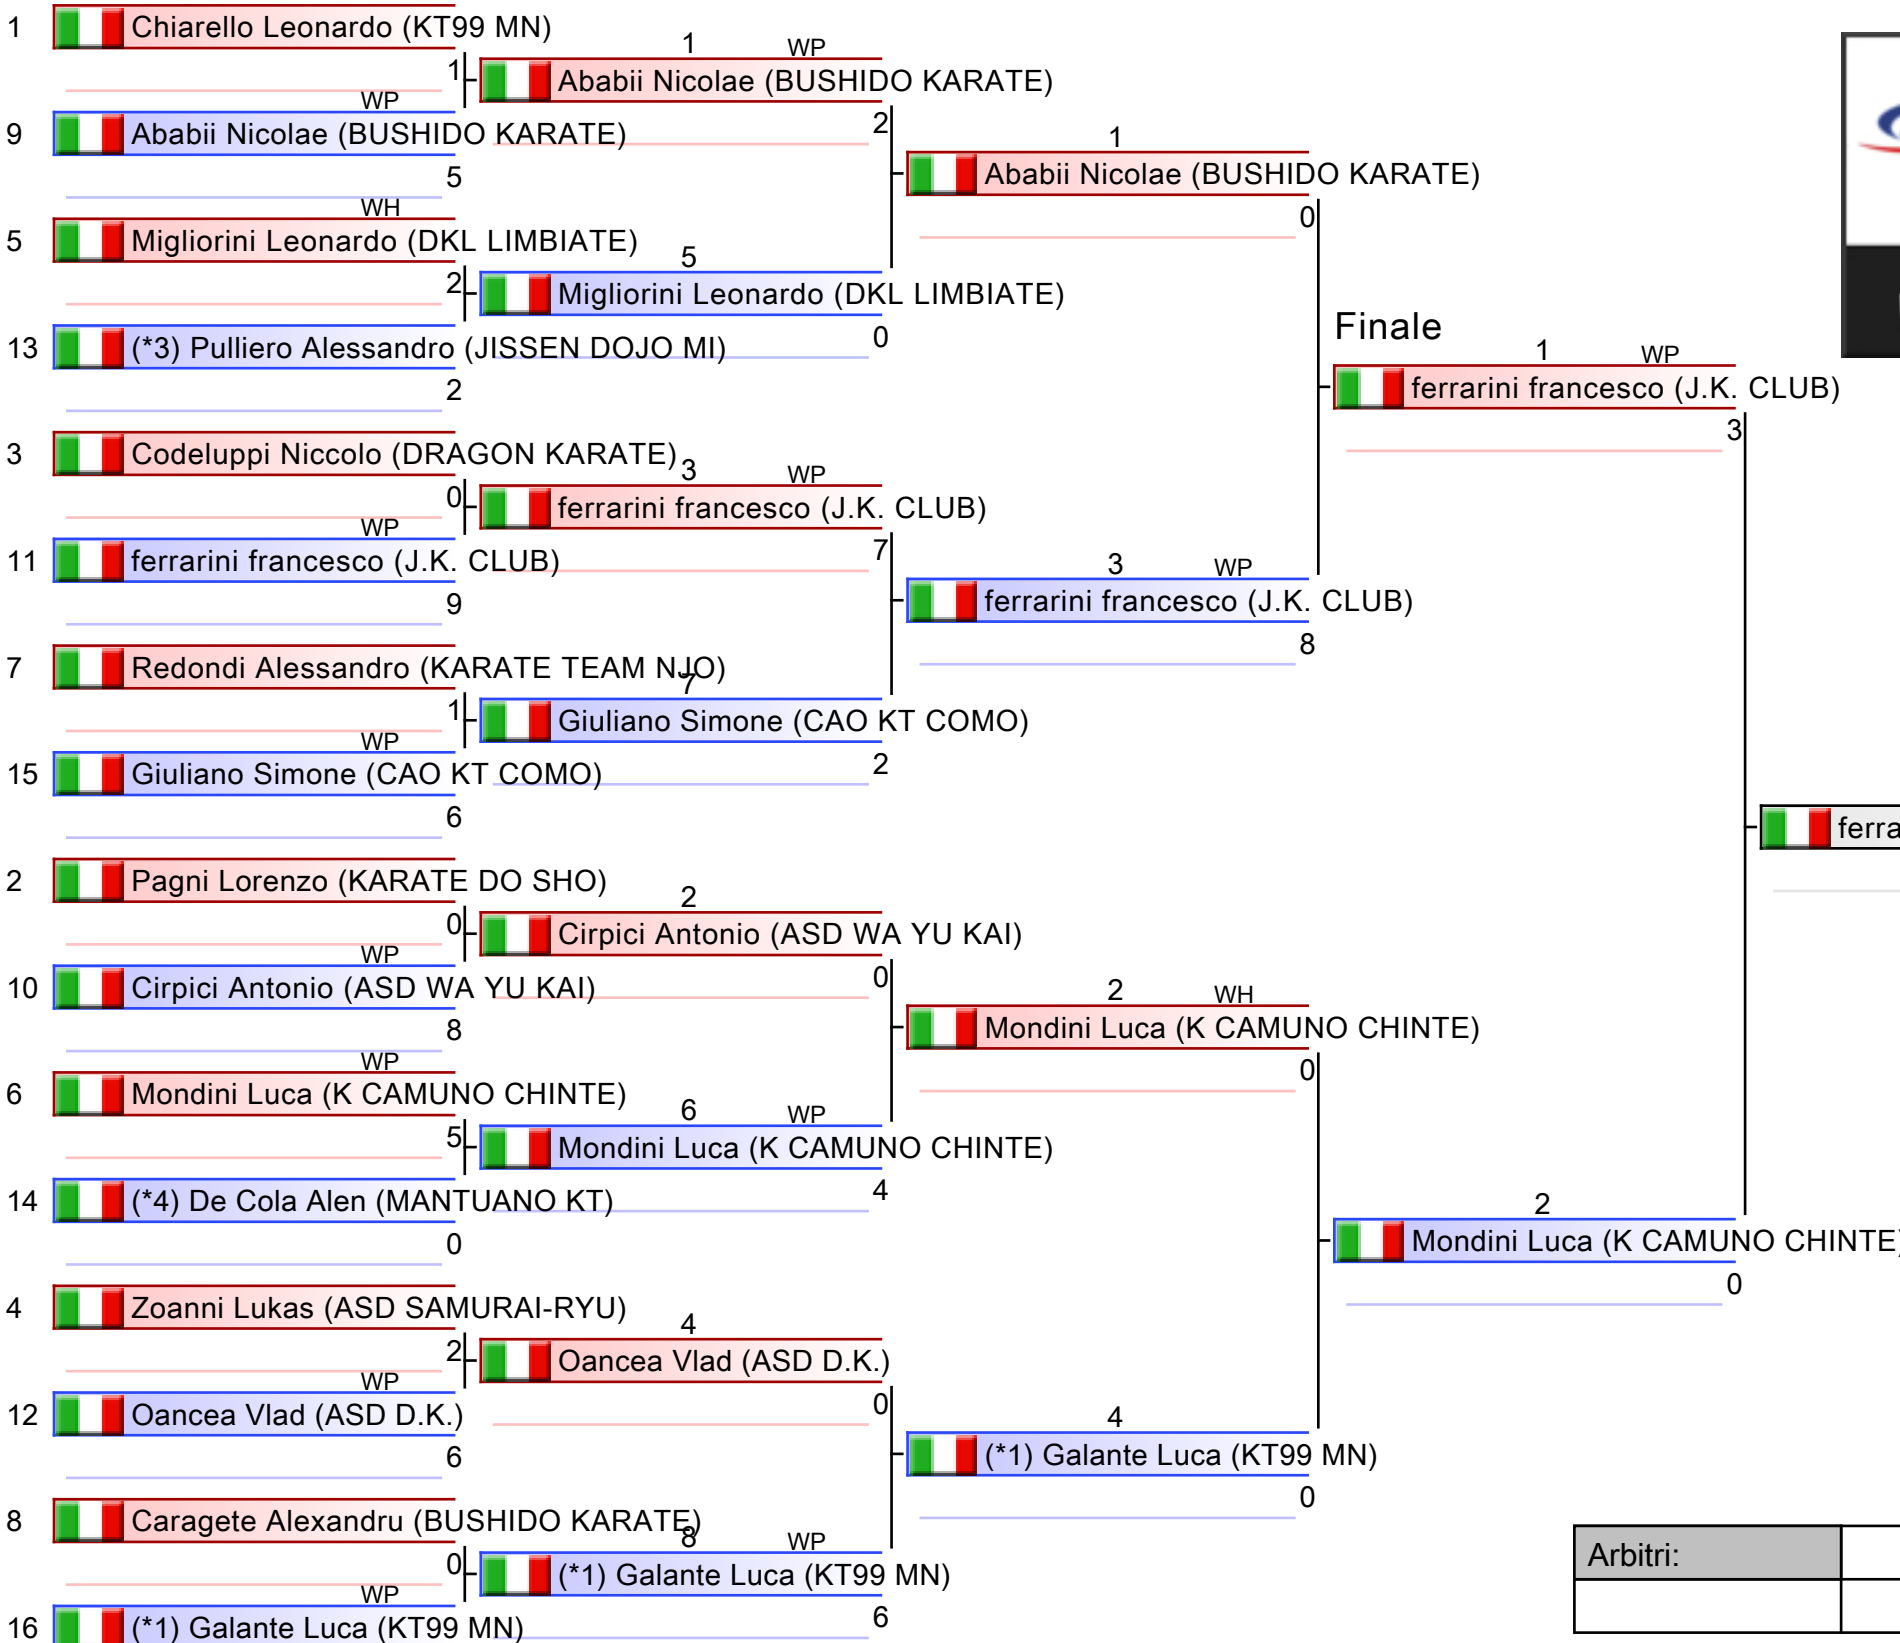 1 Chiarello Leonardo (KT99 MN)
1
WP
9 Ababii Nicolae (BUSHIDO KARATE)
5
WH
5 Migliorini Leonardo (DKL LIMBIATE)
2
13 (*3) Pulliero Alessandro (JISSEN DOJO MI)
2
3 Codeluppi Niccolo (DRAGON KARATE)
0
WP
11 ferrarini francesco (J.K. CLUB)
9
7 Redondi Alessandro (KARATE TEAM NJO)
1
WP
15 Giuliano Simone (CAO KT COMO)
6
2 Pagni Lorenzo (KARATE DO SHO)
0
WP
10 Cirpici Antonio (ASD WA YU KAI)
8
WP
6 Mondini Luca (K CAMUNO CHINTE)
5
14 (*4) De Cola Alen (MANTUANO KT)
0
4 Zoanni Lukas (ASD SAMURAI-RYU)
2
WP
12 Oancea Vlad (ASD D.K.)
6
8 Caragete Alexandru (BUSHIDO KARATE)
0
WP
16 (*1) Galante Luca (KT99 MN)
1 WP
Ababii Nicolae (BUSHIDO KARATE)
2
5
Migliorini Leonardo (DKL LIMBIATE)
0
3 WP
ferrarini francesco (J.K. CLUB)
7
7
Giuliano Simone (CAO KT COMO)
2
2
Cirpici Antonio (ASD WA YU KAI)
0
6 WP
Mondini Luca (K CAMUNO CHINTE)
4
4
Oancea Vlad (ASD D.K.)
0
8 WP
(*1) Galante Luca (KT99 MN)
6
1
Ababii Nicolae (BUSHIDO KARATE)
0
3 WP
ferrarini francesco (J.K. CLUB)
8
2 WH
Mondini Luca (K CAMUNO CHINTE)
0
4
(*1) Galante Luca (KT99 MN)
0
Finale
1 WP
ferrarini francesco (J.K. CLUB)
3
2
Mondini Luca (K CAMUNO CHINTE)
0
ferra
Arbitri: